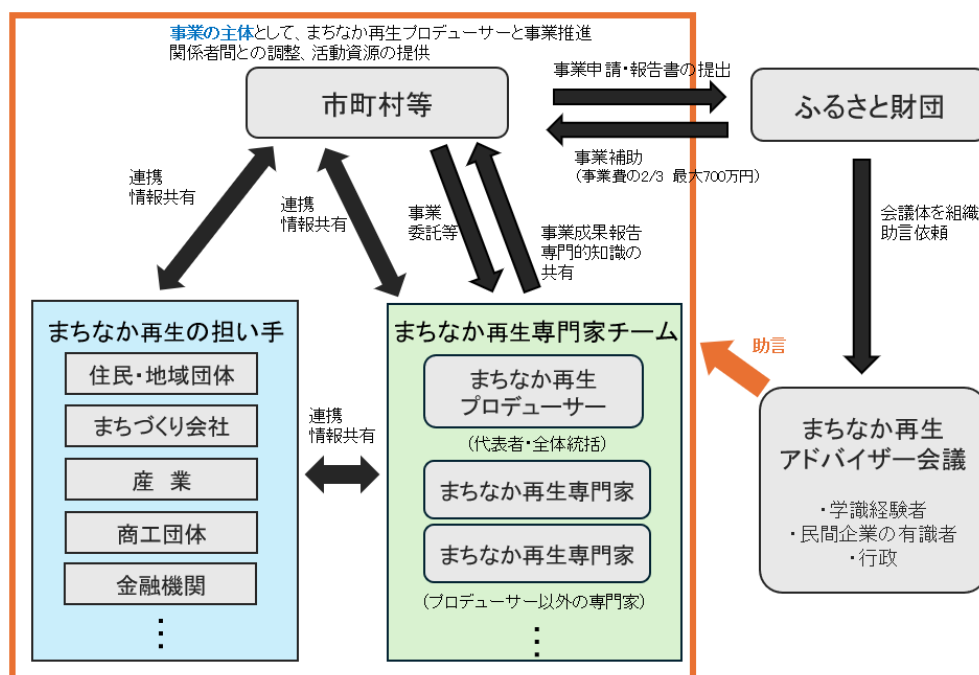 事業の主体として、まちなか再生プロデューサーと事業推進
関係者間との調整、活動資源の提供
市町村等
事業申請・報告書の提出
ふるさと財団
事業補助
(事業費の2/3 最大700万円)
連携
情報共有
連携
情報共有
事業
委託等
事業成果報告
専門的知識の
共有
会議体を組織
助言依頼
まちなか再生の担い手
住民・地域団体
まちづくり会社
産 業
商工団体
金融機関
⋮
連携
情報共有
まちなか再生専門家チーム
まちなか再生
プロデューサー
(代表者・全体統括)
まちなか再生専門家
まちなか再生専門家
(プロデューサー以外の専門家)
⋮
助言
まちなか再生
アドバイザー会議
・学識経験者
・民間企業の有識者
・行政